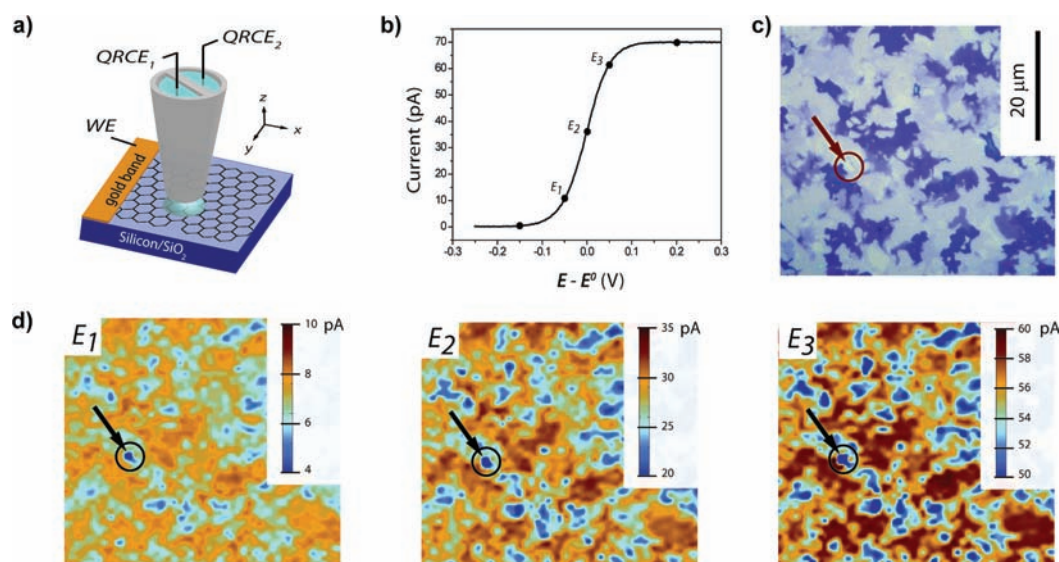 a)
QRCE₂
QRCE₁
WE
gold band
Silicon/SiO₂
z
x
y
b)
Current (pA)
70
60
50
40
30
20
10
0
E₃
E₂
E₁
-0.3
-0.2
-0.1
0.0
0.1
0.2
0.3
E - E⁰ (V)
c)
20 μm
d)
E₁
10
pA
8
6
4
E₂
35
pA
30
25
20
E₃
60
pA
58
56
54
52
50